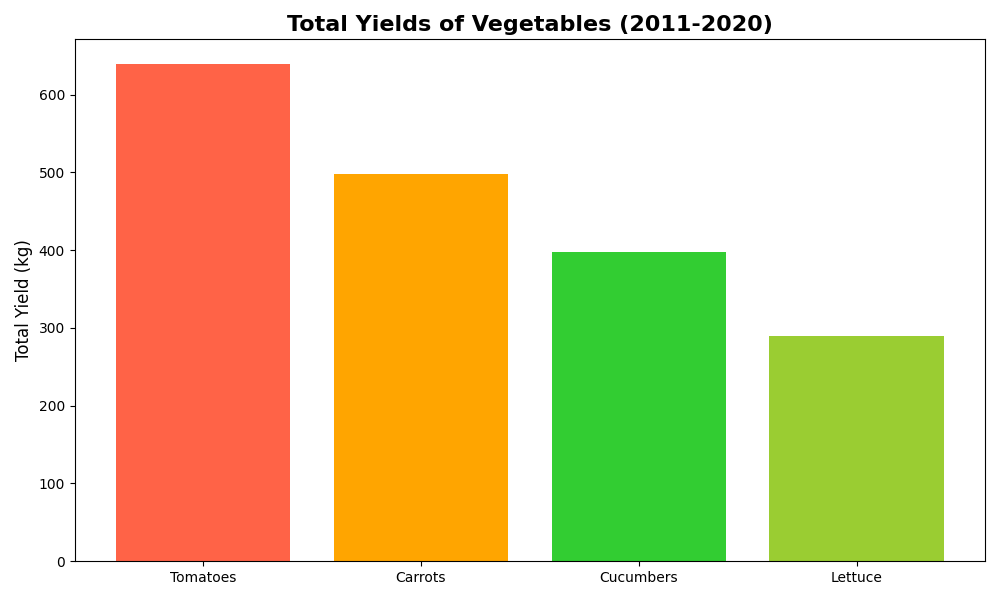 Total Yields of Vegetables (2011-2020)
Total Yield (kg)
600
500
400
300
200
100
0
Tomatoes Carrots Cucumbers Lettuce